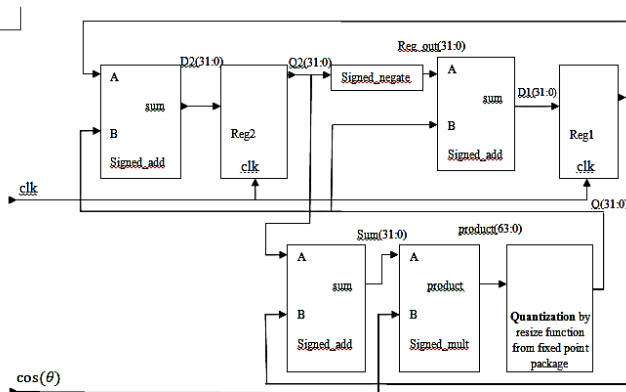 Reg_out(31:0)
D2(31:0)
Q2(31:0)
A
Signed_negate
A
D1(31:0)
sum
sum
B
Reg2
B
Reg1
Signed_add
clk
Signed_add
clk
clk
Q(31:0)
Sum(31:0)
product(63:0)
A
A
sum
product
B
B
Quantization by
Signed_add
Signed_mult
resize function
from fixed point
package
cos(θ)